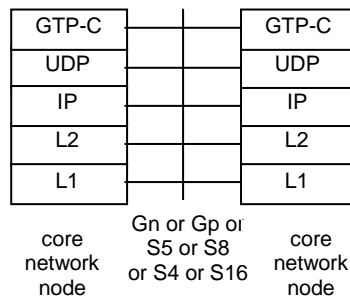 GTP-C GTP-C
UDP UDP
IP IP
L2 L2
L1 L1
core
network
node
Gn or Gp or
S5 or S8
or S4 or S16
core
network
node